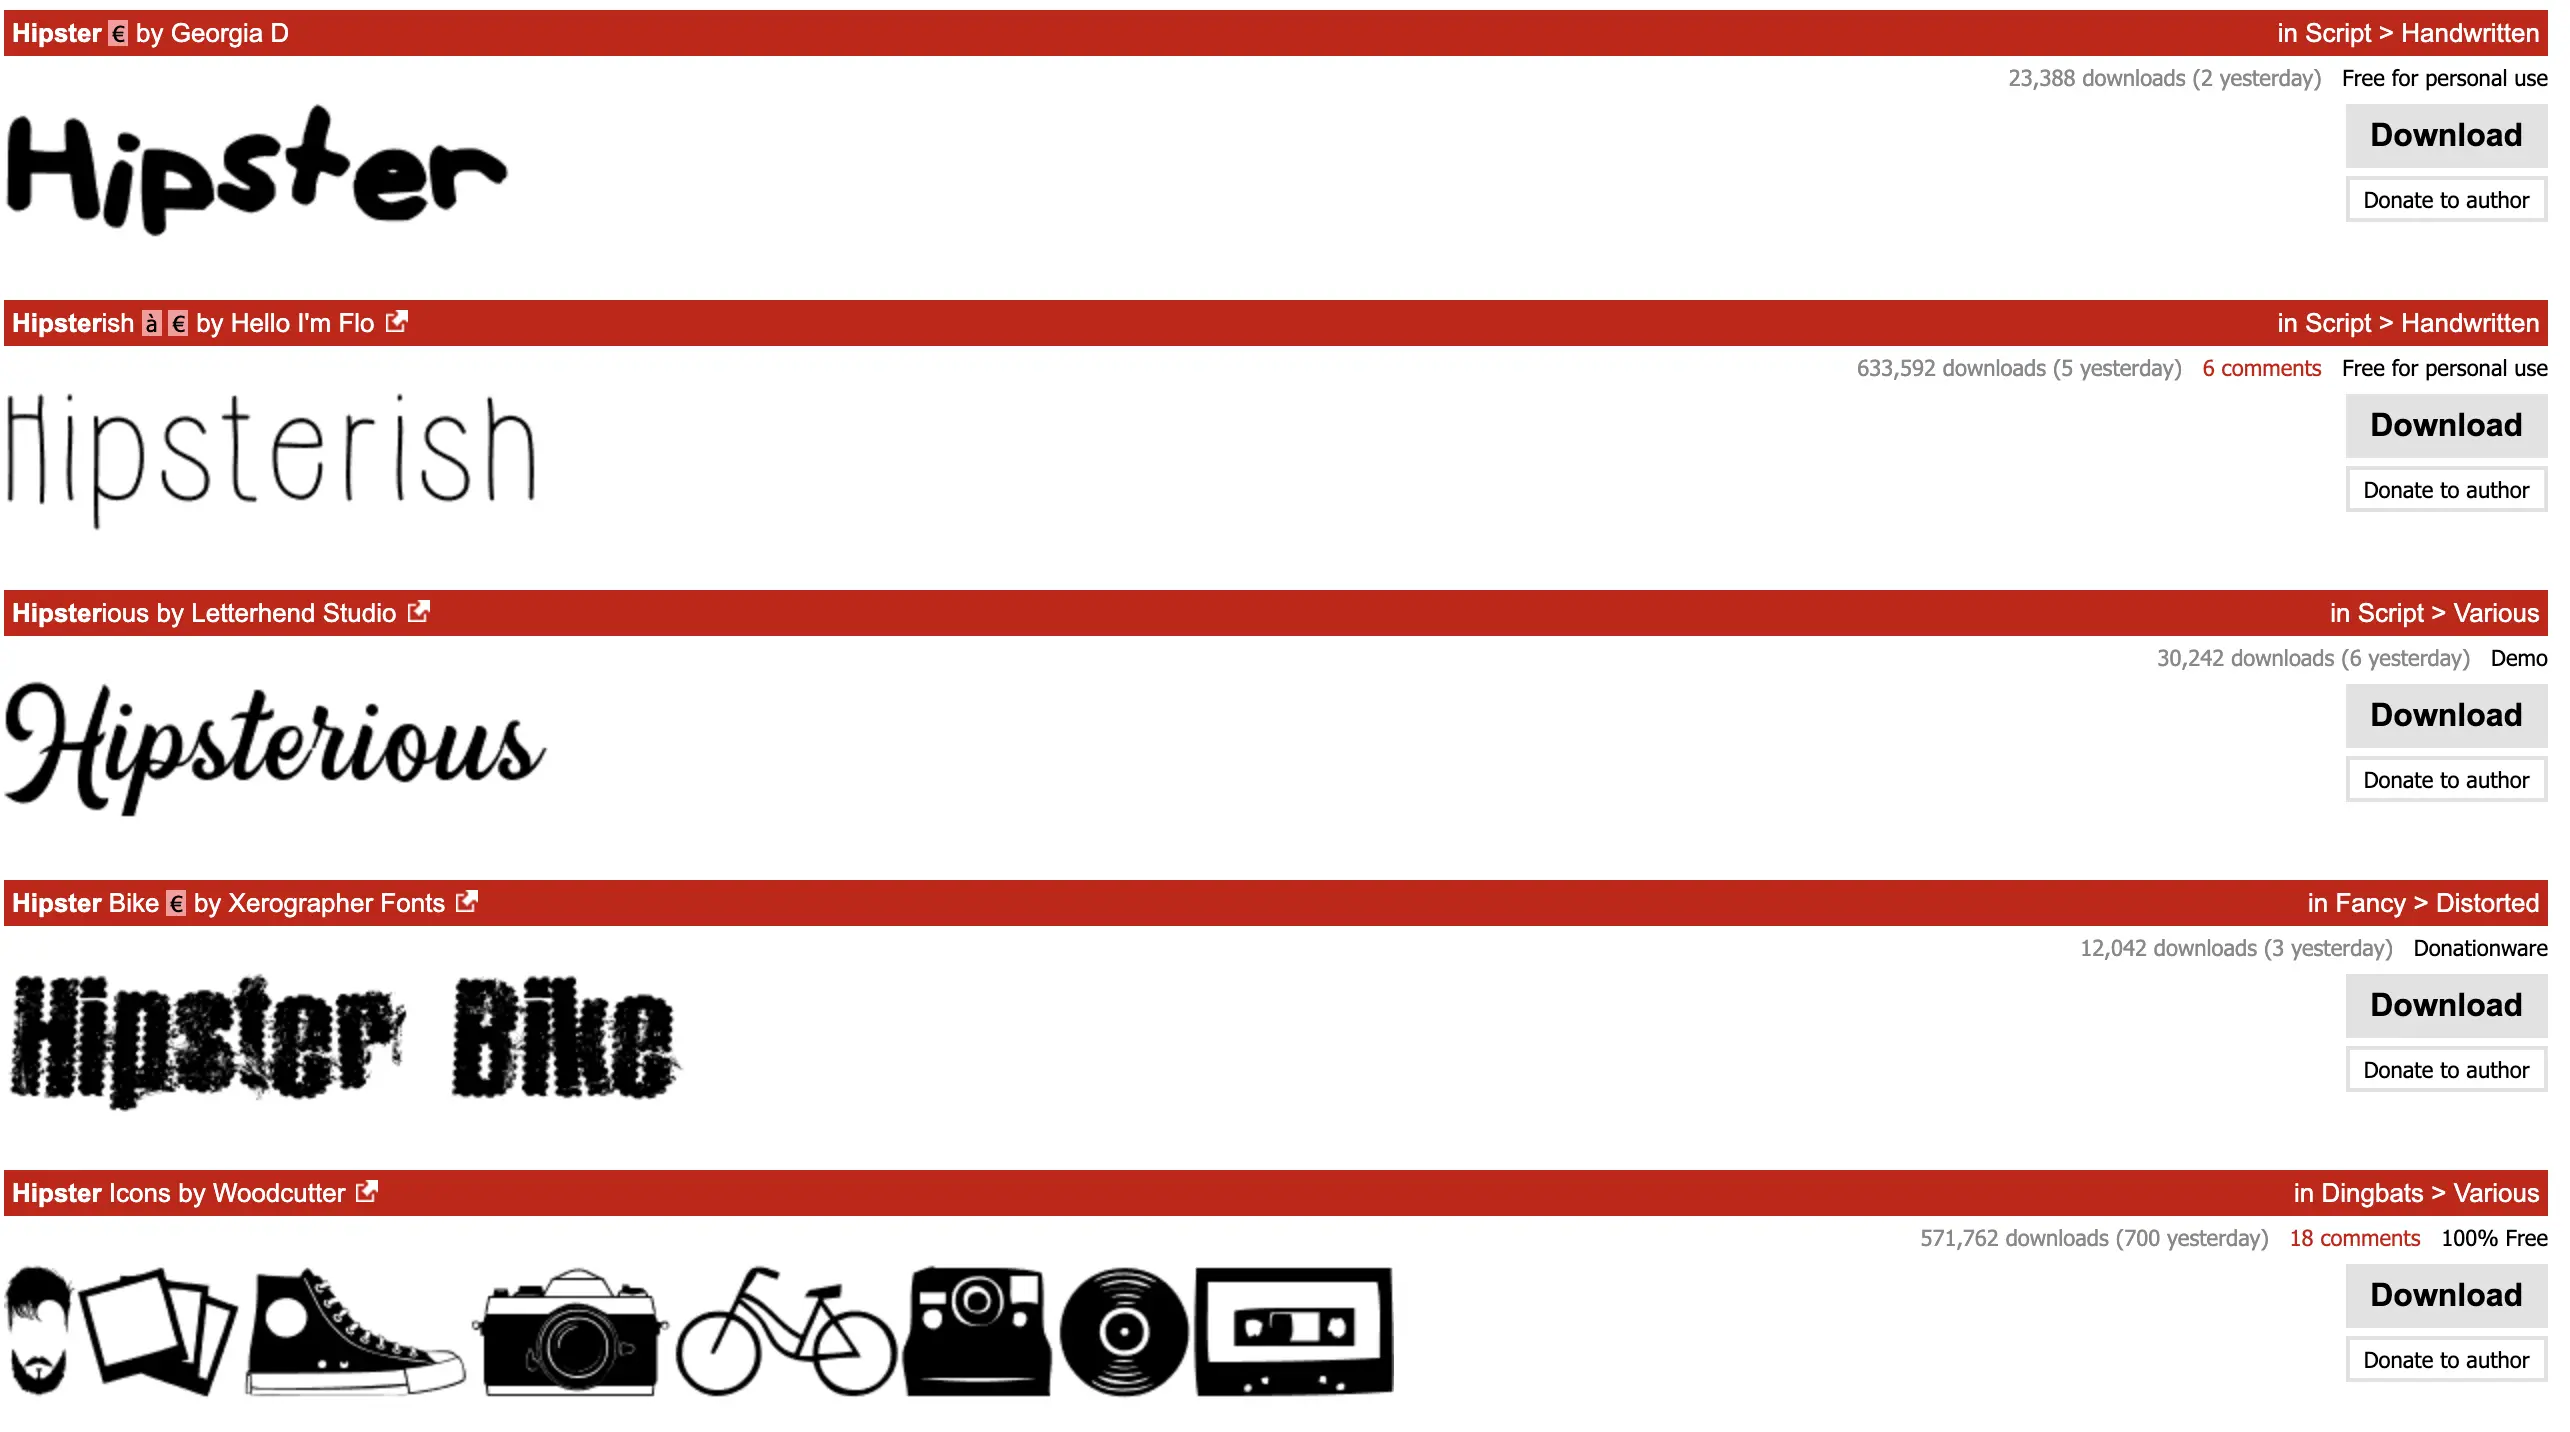 Hipster € by Georgia D in Script > Handwritten
23,388 downloads (2 yesterday) Free for personal use
Hipster
Download
Donate to author
Hipsterish à € by Hello I'm Flo in Script > Handwritten
633,592 downloads (5 yesterday) 6 comments Free for personal use
Hipsterish
Download
Donate to author
Hipsterious by Letterhend Studio in Script > Various
30,242 downloads (6 yesterday) Demo
Hipsterious
Download
Donate to author
Hipster Bike € by Xerographer Fonts in Fancy > Distorted
12,042 downloads (3 yesterday) Donationware
Hipster Bike
Download
Donate to author
Hipster Icons by Woodcutter in Dingbats > Various
571,762 downloads (700 yesterday) 18 comments 100% Free
Download
Donate to author